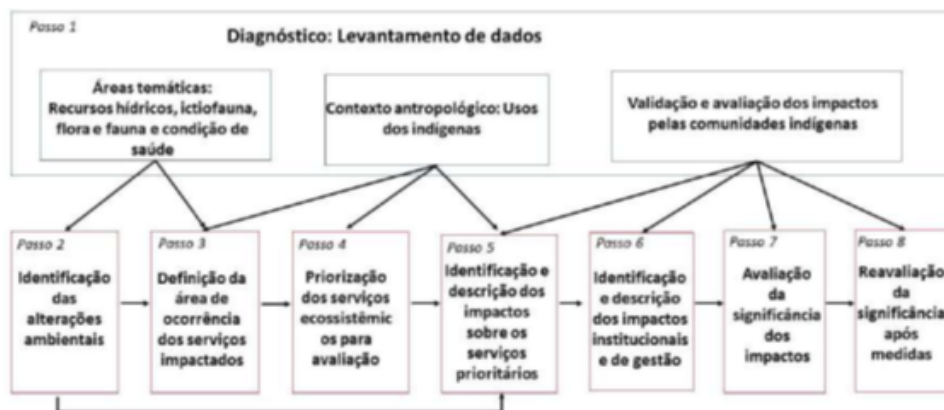 Passo 1
Diagnóstico: Levantamento de dados
Áreas temáticas:
Recursos hídricos, ictiofauna,
flora e fauna e condição de
saúde
Contexto antropológico: Usos
dos indígenas
Validação e avaliação dos impactos
pelas comunidades indígenas
Passo 2
Identificação
das
alterações
ambientais
Passo 3
Definição da
área de
ocorrência
dos serviços
impactados
Passo 4
Priorização
dos serviços
ecossistêmic
os para
avaliação
Passo 5
Identificação e
descrição dos
impactos
sobre os
serviços
prioritários
Passo 6
Identificação
e descrição
dos impactos
institucionais
e de gestão
Passo 7
Avaliação
da
significância
dos
impactos
Passo 8
Reavaliação
da
significância
após
medidas